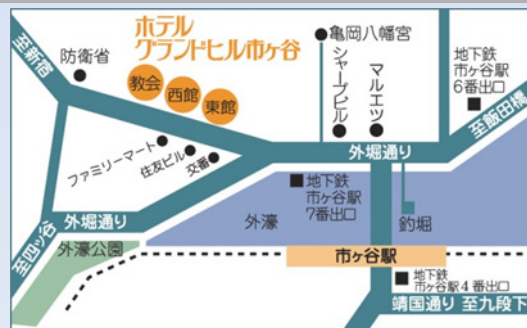 ホテル
グランドヒル市ヶ谷
至新宿
防衛省
教会
西館
東館
亀岡八幡宮
シャープビル
マルエツ
地下鉄
市ヶ谷駅
6番出口
至飯田橋
ファミリーマート
住友ビル
交番
外堀通り
地下鉄
市ヶ谷駅
7番出口
外堀通り
外濠
釣堀
至四ッ谷
外濠公園
市ヶ谷駅
地下鉄
市ヶ谷駅4番出口
靖国通り 至九段下